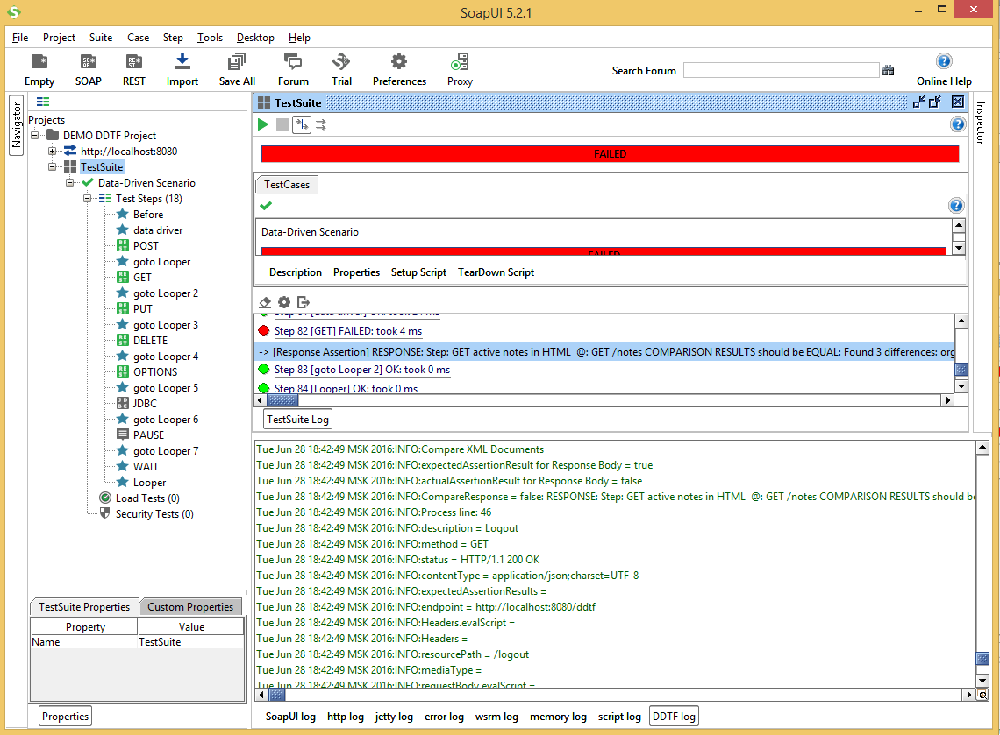 SoapUI 5.2.1
File Project Suite Case Step Tools Desktop Help
Empty SOAP REST Import Save All Forum Trial Preferences Proxy Search Forum Online Help
Navigator
Projects
DEMO DDTF Project
http://localhost:8080
TestSuite
Data-Driven Scenario
Test Steps (18)
Before
data driver
POST
goto Looper
GET
goto Looper 2
PUT
goto Looper 3
DELETE
goto Looper 4
OPTIONS
goto Looper 5
JDBC
goto Looper 6
PAUSE
goto Looper 7
WAIT
Looper
Load Tests (0)
Security Tests (0)
TestSuite Properties Custom Properties
Property Value
Name TestSuite
Properties
TestSuite
Inspector
FAILED
TestCases
Data-Driven Scenario
FAILED
Description Properties Setup Script TearDown Script
Step 82 [GET] FAILED: took 4 ms
-> [Response Assertion] RESPONSE: Step: GET active notes in HTML @: GET /notes COMPARISON RESULTS should be EQUAL: Found 3 differences: org
Step 83 [goto Looper 2] OK: took 0 ms
Step 84 [Looper] OK: took 0 ms
TestSuite Log
Tue Jun 28 18:42:49 MSK 2016:INFO:Compare XML Documents
Tue Jun 28 18:42:49 MSK 2016:INFO:expectedAssertionResult for Response Body = true
Tue Jun 28 18:42:49 MSK 2016:INFO:actualAssertionResult for Response Body = false
Tue Jun 28 18:42:49 MSK 2016:INFO:CompareResponse = false: RESPONSE: Step: GET active notes in HTML @: GET /notes COMPARISON RESULTS should be
Tue Jun 28 18:42:49 MSK 2016:INFO:Process line: 46
Tue Jun 28 18:42:49 MSK 2016:INFO:description = Logout
Tue Jun 28 18:42:49 MSK 2016:INFO:method = GET
Tue Jun 28 18:42:49 MSK 2016:INFO:status = HTTP/1.1 200 OK
Tue Jun 28 18:42:49 MSK 2016:INFO:contentType = application/json;charset=UTF-8
Tue Jun 28 18:42:49 MSK 2016:INFO:expectedAssertionResults =
Tue Jun 28 18:42:49 MSK 2016:INFO:endpoint = http://localhost:8080/ddtf
Tue Jun 28 18:42:49 MSK 2016:INFO:Headers.evalScript =
Tue Jun 28 18:42:49 MSK 2016:INFO:Headers =
Tue Jun 28 18:42:49 MSK 2016:INFO:resourcePath = /logout
Tue Jun 28 18:42:49 MSK 2016:INFO:mediaType =
Tue Jun 28 18:42:49 MSK 2016:INFO:requestBody.evalScript =
SoapUI log http log jetty log error log wsrm log memory log script log DDTF log